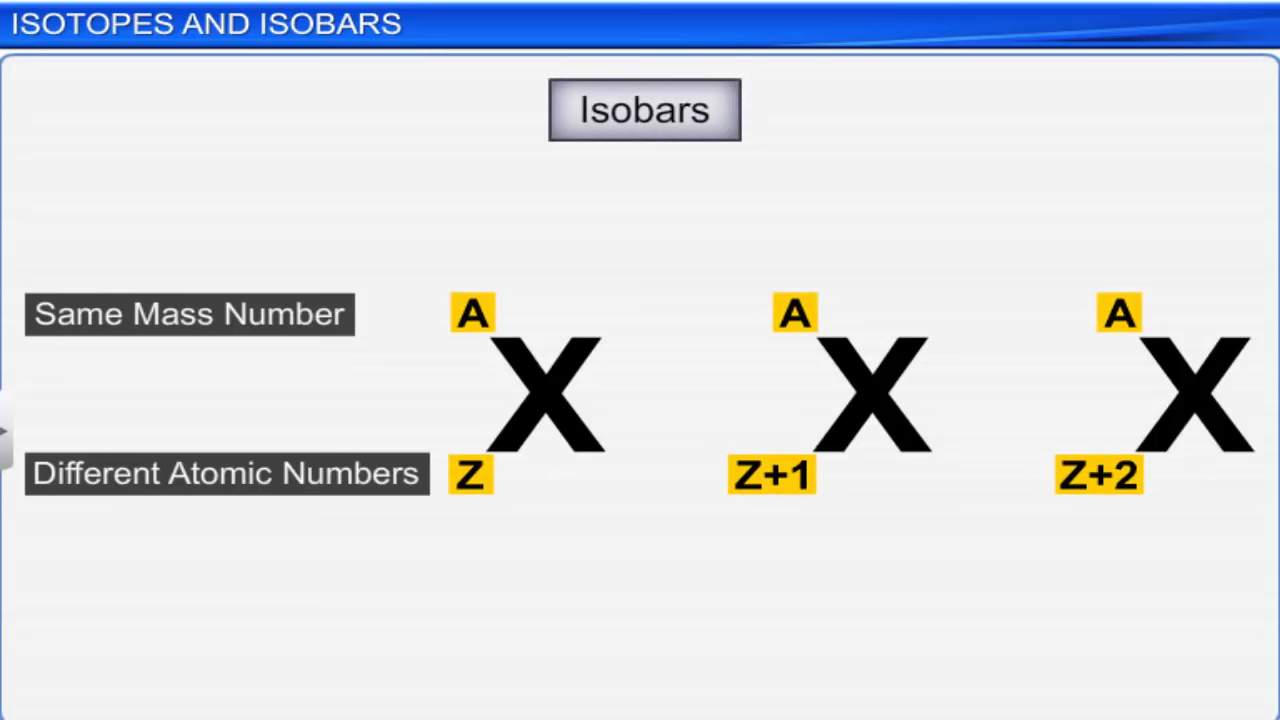 ISOTOPES AND ISOBARS
Isobars
Same Mass Number A A A
X X X
Different Atomic Numbers Z Z+1 Z+2